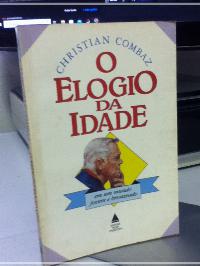 CHRISTIAN COMBAZ
O
ELOGIO
DA
IDADE
em um mundo
jovem e bronzeado